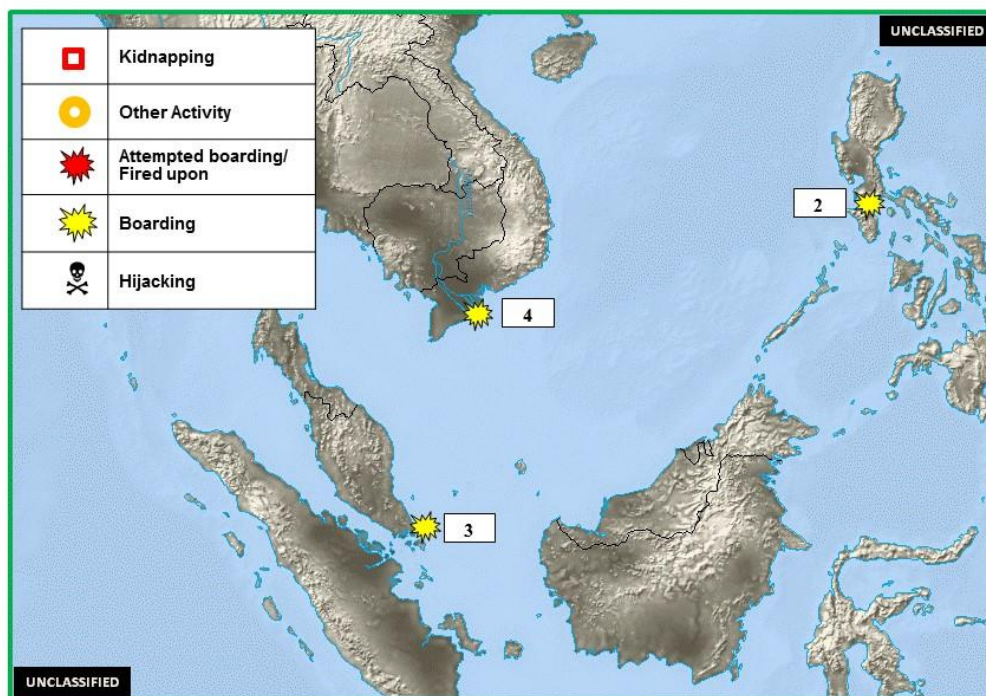 UNCLASSIFIED
Kidnapping
Other Activity
Attempted boarding/
Fired upon
Boarding
Hijacking
2
4
3
UNCLASSIFIED